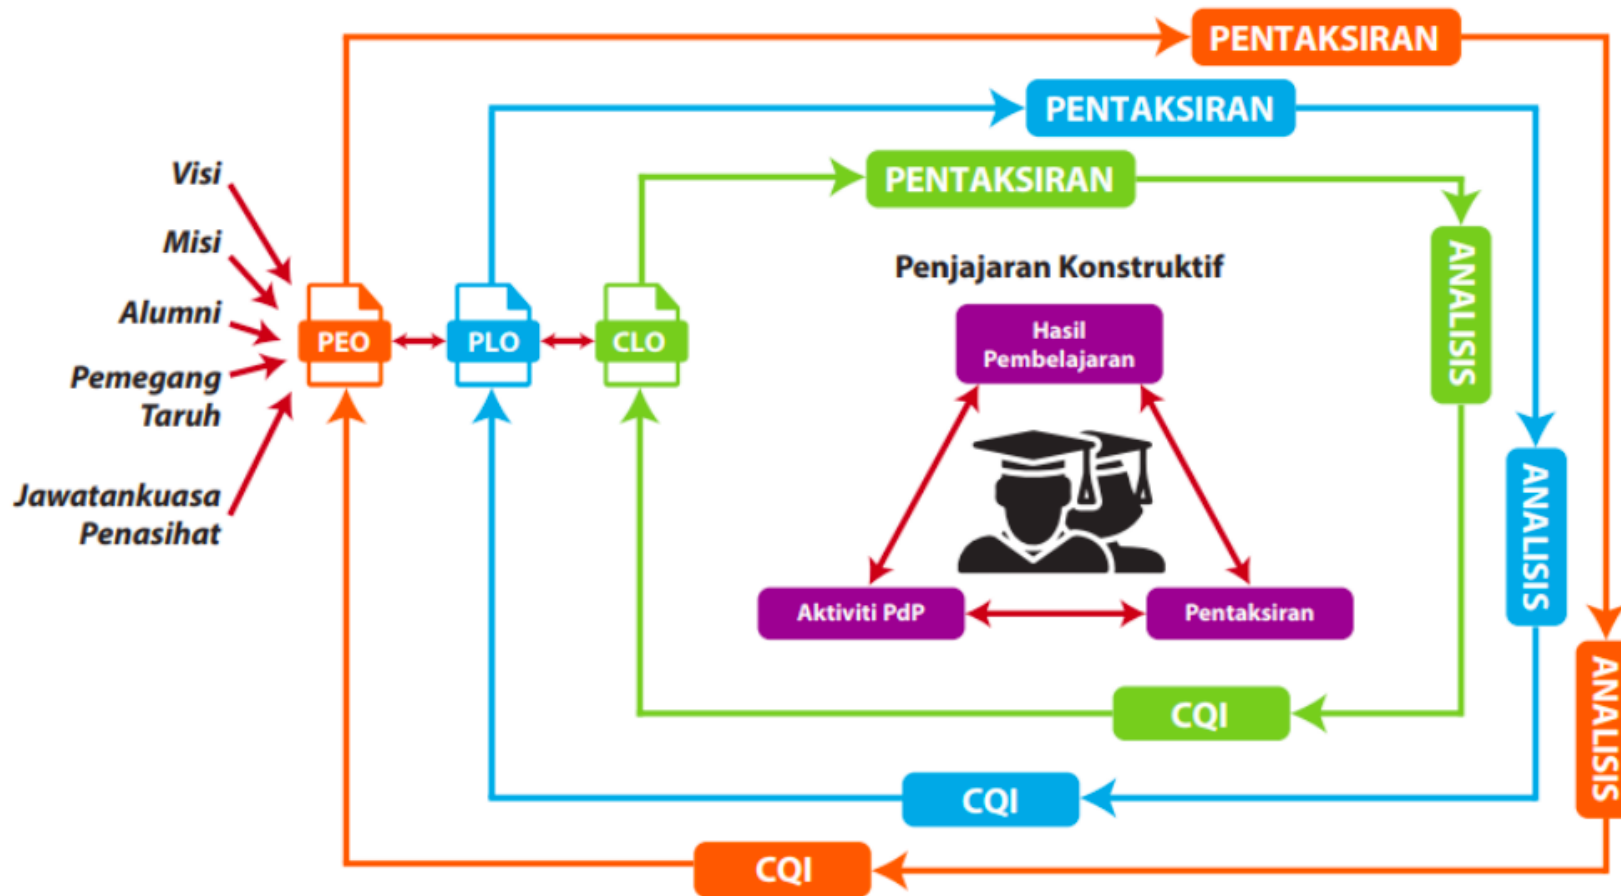 PENTAKSIRAN
PENTAKSIRAN
PENTAKSIRAN
Visi
Misi
Alumni
Pemegang
Taruh
Jawatankuasa
Penasihat
PEO
PLO
CLO
Penjajaran Konstruktif
Hasil
Pembelajaran
Aktiviti PdP
Pentaksiran
ANALISIS
ANALISIS
ANALISIS
CQI
CQI
CQI